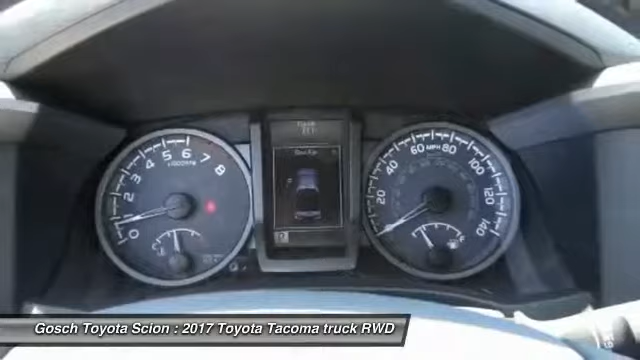 0 1 2 3 4 5 6 7 8
x1000r/min
20 40 60 MPH 80 100 120 140
Gosch Toyota Scion : 2017 Toyota Tacoma truck RWD